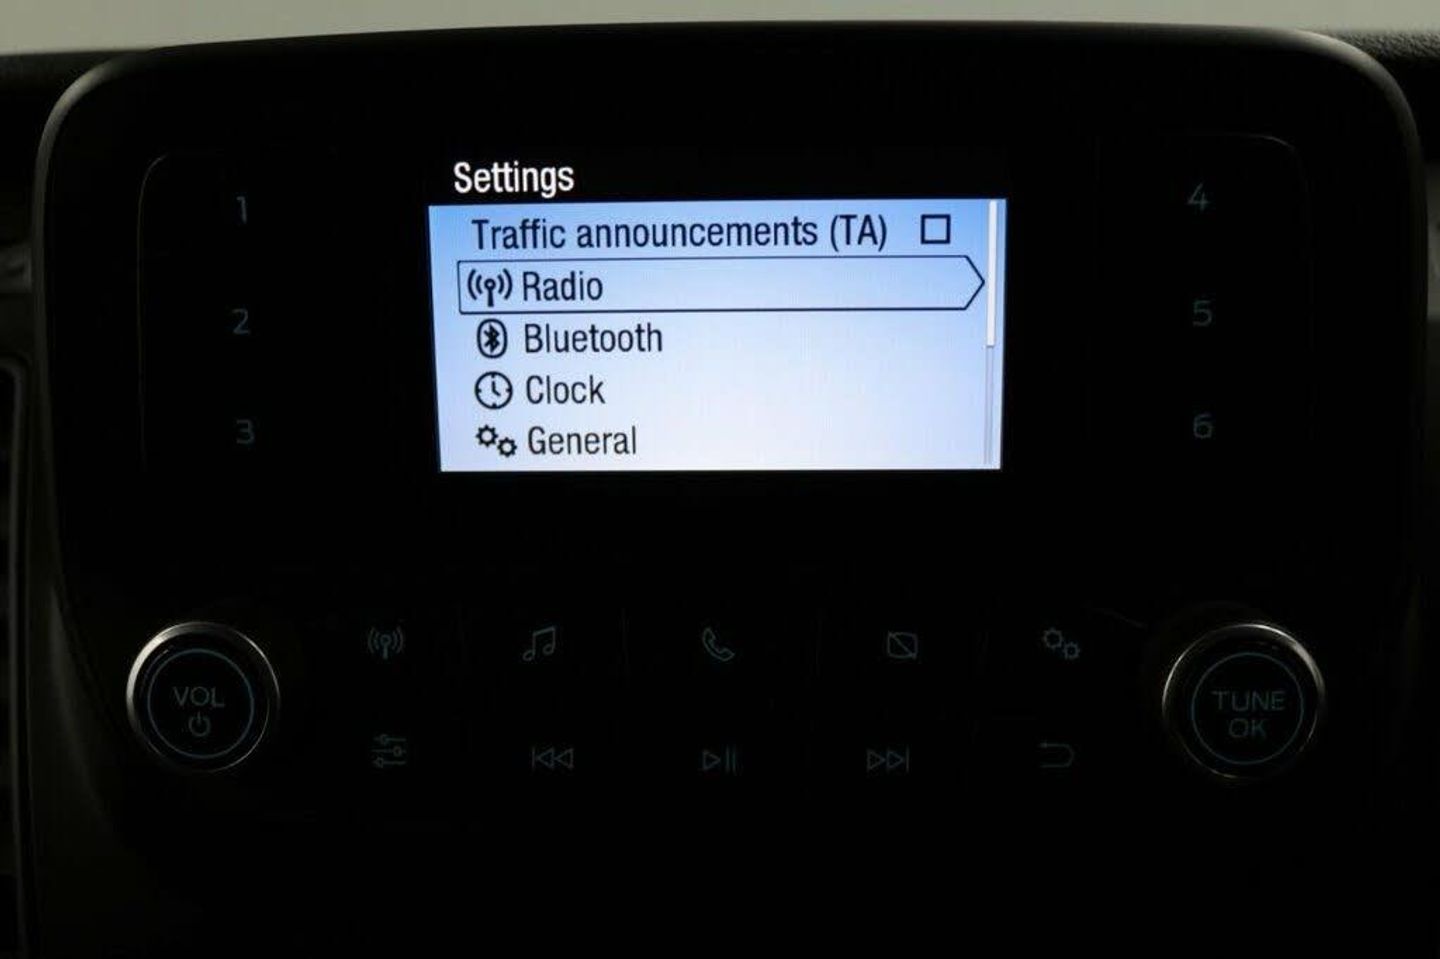 Settings
Traffic announcements (TA)
Radio
Bluetooth
Clock
General
1
2
3
4
5
6
VOL
TUNE
OK